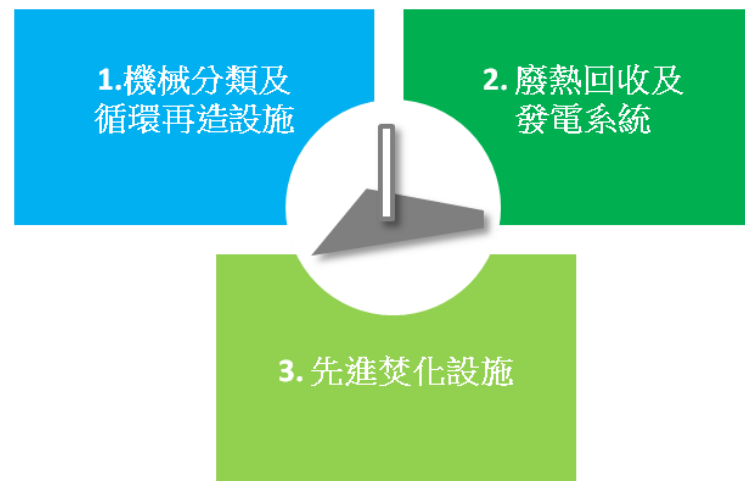 1.機械分類及
循環再造設施
2. 廢熱回收及
發電系統
3. 先進焚化設施